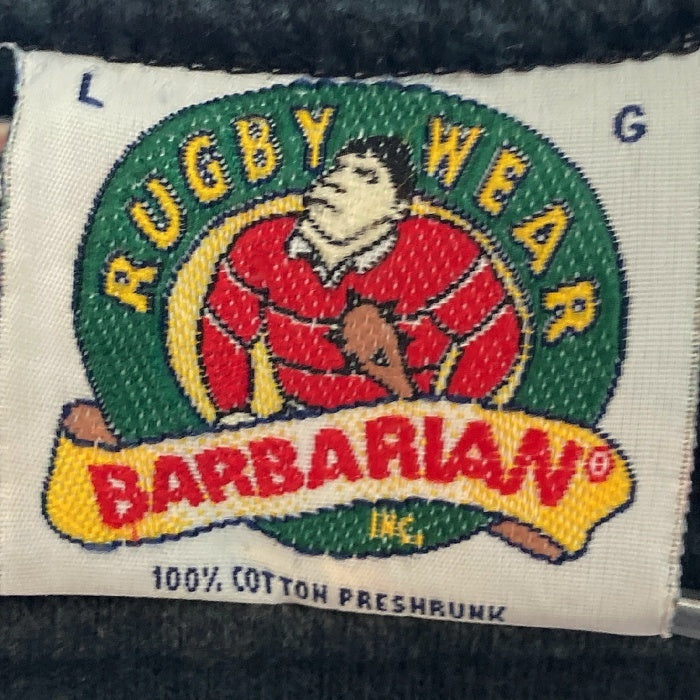 L
G
RUGBY WEAR
BARBARIAN®
INC.
100% COTTON PRESHRUNK